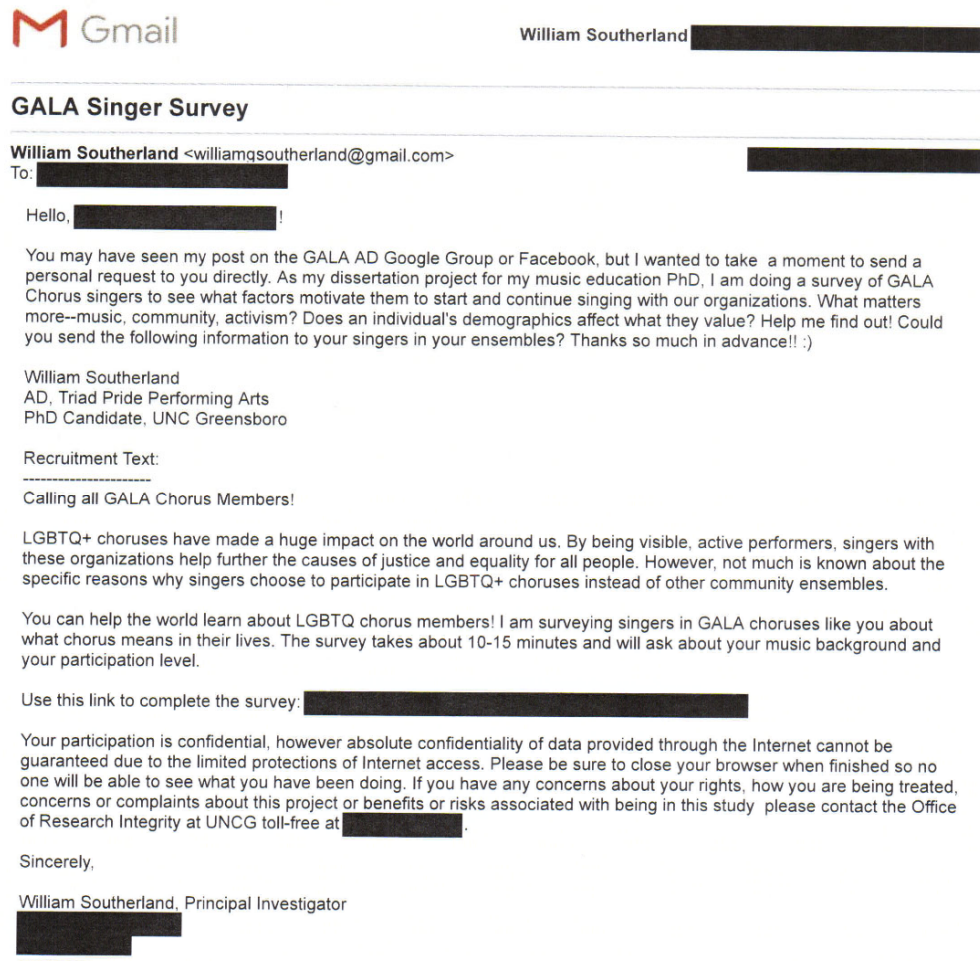 Gmail
William Southerland
GALA Singer Survey
William Southerland <williamgsoutherland@gmail.com>
To:
Hello, !
You may have seen my post on the GALA AD Google Group or Facebook, but I wanted to take a moment to send a
personal request to you directly. As my dissertation project for my music education PhD, I am doing a survey of GALA
Chorus singers to see what factors motivate them to start and continue singing with our organizations. What matters
more--music, community, activism? Does an individual's demographics affect what they value? Help me find out! Could
you send the following information to your singers in your ensembles? Thanks so much in advance!! :)
William Southerland
AD, Triad Pride Performing Arts
PhD Candidate, UNC Greensboro
Recruitment Text:
----------------------
Calling all GALA Chorus Members!
LGBTQ+ choruses have made a huge impact on the world around us. By being visible, active performers, singers with
these organizations help further the causes of justice and equality for all people. However, not much is known about the
specific reasons why singers choose to participate in LGBTQ+ choruses instead of other community ensembles.
You can help the world learn about LGBTQ chorus members! I am surveying singers in GALA choruses like you about
what chorus means in their lives. The survey takes about 10-15 minutes and will ask about your music background and
your participation level.
Use this link to complete the survey:
Your participation is confidential, however absolute confidentiality of data provided through the Internet cannot be
guaranteed due to the limited protections of Internet access. Please be sure to close your browser when finished so no
one will be able to see what you have been doing. If you have any concerns about your rights, how you are being treated,
concerns or complaints about this project or benefits or risks associated with being in this study please contact the Office
of Research Integrity at UNCG toll-free at .
Sincerely,
William Southerland, Principal Investigator